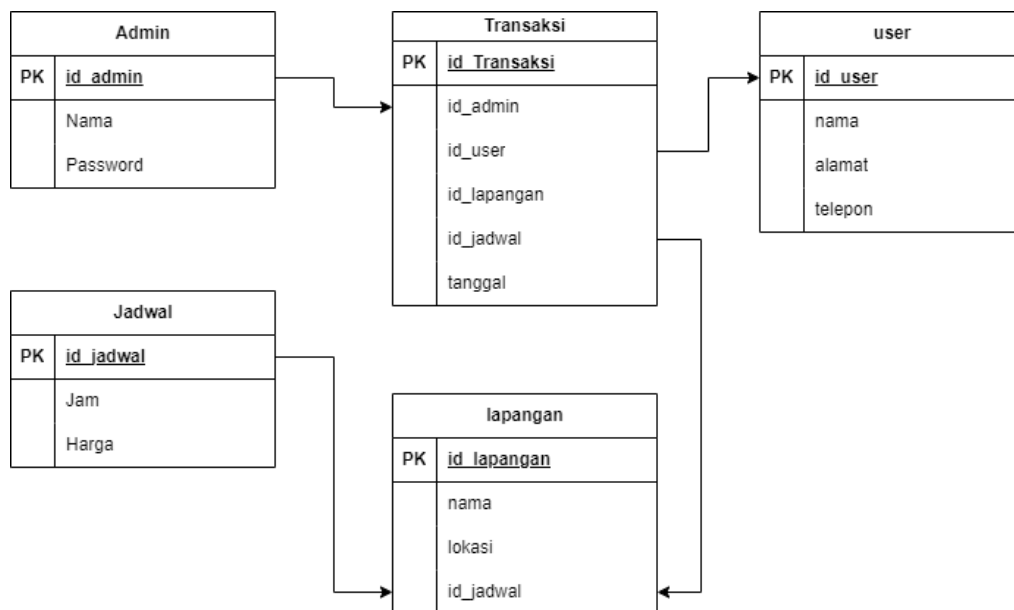 Admin
PK id_admin
Nama
Password
Transaksi
PK id_Transaksi
id_admin
id_user
id_lapangan
id_jadwal
tanggal
user
PK id_user
nama
alamat
telepon
Jadwal
PK id_jadwal
Jam
Harga
lapangan
PK id_lapangan
nama
lokasi
id_jadwal